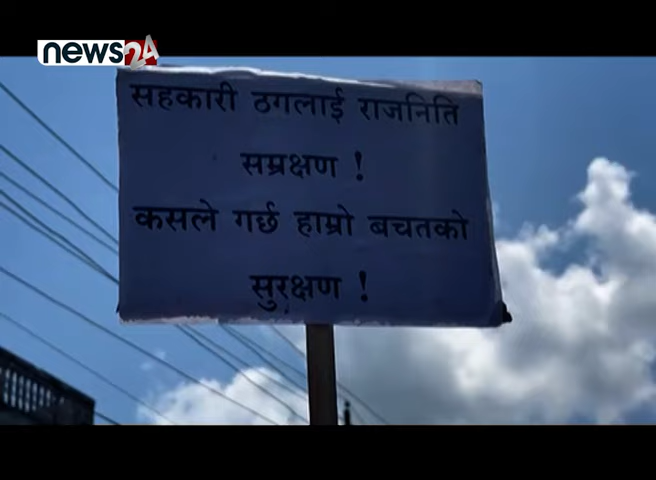 news24
सहकारी ठगलाई राजनिति
सम्रक्षण !
कसले गर्छ हाम्रो बचतको
सुरक्षण !